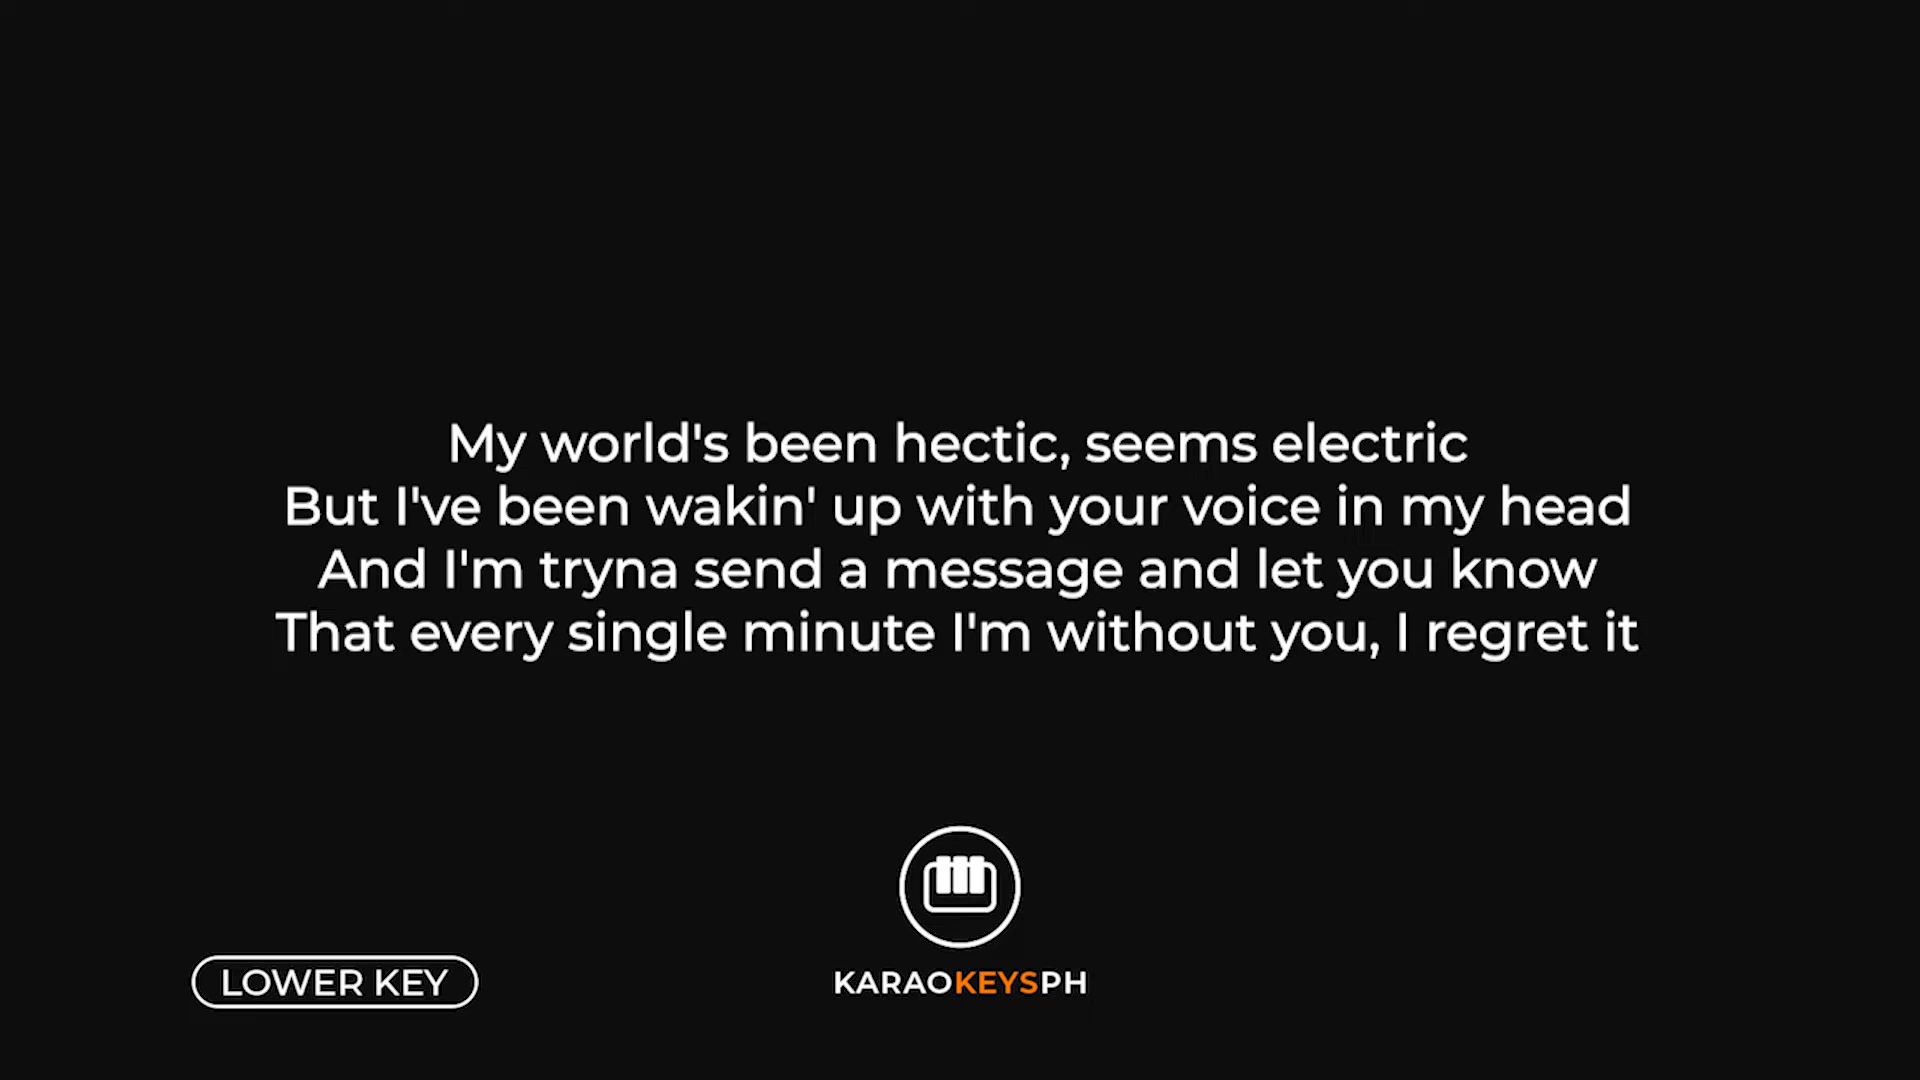 My world's been hectic, seems electric
But I've been wakin' up with your voice in my head
And I'm tryna send a message and let you know
That every single minute I'm without you, I regret it
LOWER KEY
KARAOKEYSPH